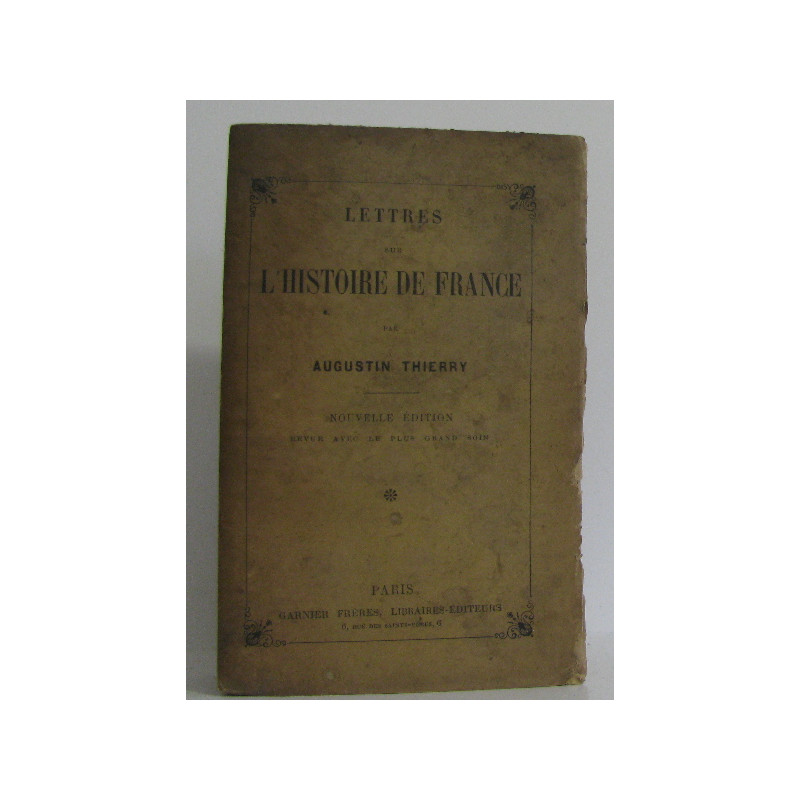 LETTRES
SUR
L'HISTOIRE DE FRANCE
PAR
AUGUSTIN THIERRY
NOUVELLE ÉDITION
REVUE AVEC LE PLUS GRAND SOIN
PARIS
GARNIER FRÈRES, LIBRAIRES-ÉDITEURS
6, RUE DES SAINTS-PÈRES, 6